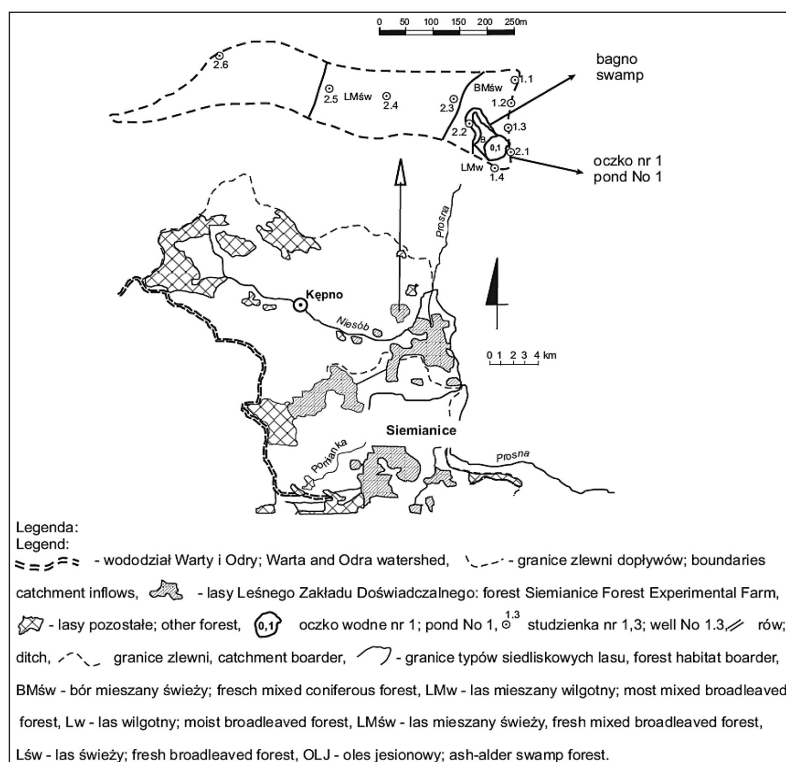 0 50 100 150 200 250m
bagno
swamp
2.6
BMśw
1.1
2.5
LMśw
2.4
2.3
1.2
2.2
1.3
B
0,1
2.1
LMw
1.4
oczko nr 1
pond No 1
Prosna
Kępno
Niesób
0 1 2 3 4 km
Siemianice
Pomianka
Prosna
Legenda:
Legend:
- wododział Warty i Odry; Warta and Odra watershed, - granice zlewni dopływów; boundaries
catchment inflows, - lasy Leśnego Zakładu Doświadczalnego: forest Siemianice Forest Experimental Farm,
- lasy pozostałe; other forest, 0,1 oczko wodne nr 1; pond No 1, 1.3 studzienka nr 1,3; well No 1.3, rów;
ditch, granice zlewni, catchment boarder, - granice typów siedliskowych lasu, forest habitat boarder,
BMśw - bór mieszany świeży; fresch mixed coniferous forest, LMw - las mieszany wilgotny; most mixed broadleaved
forest, Lw - las wilgotny; moist broadleaved forest, LMśw - las mieszany świeży, fresh mixed broadleaved forest,
Lśw - las świeży; fresh broadleaved forest, OLJ - oles jesionowy; ash-alder swamp forest.